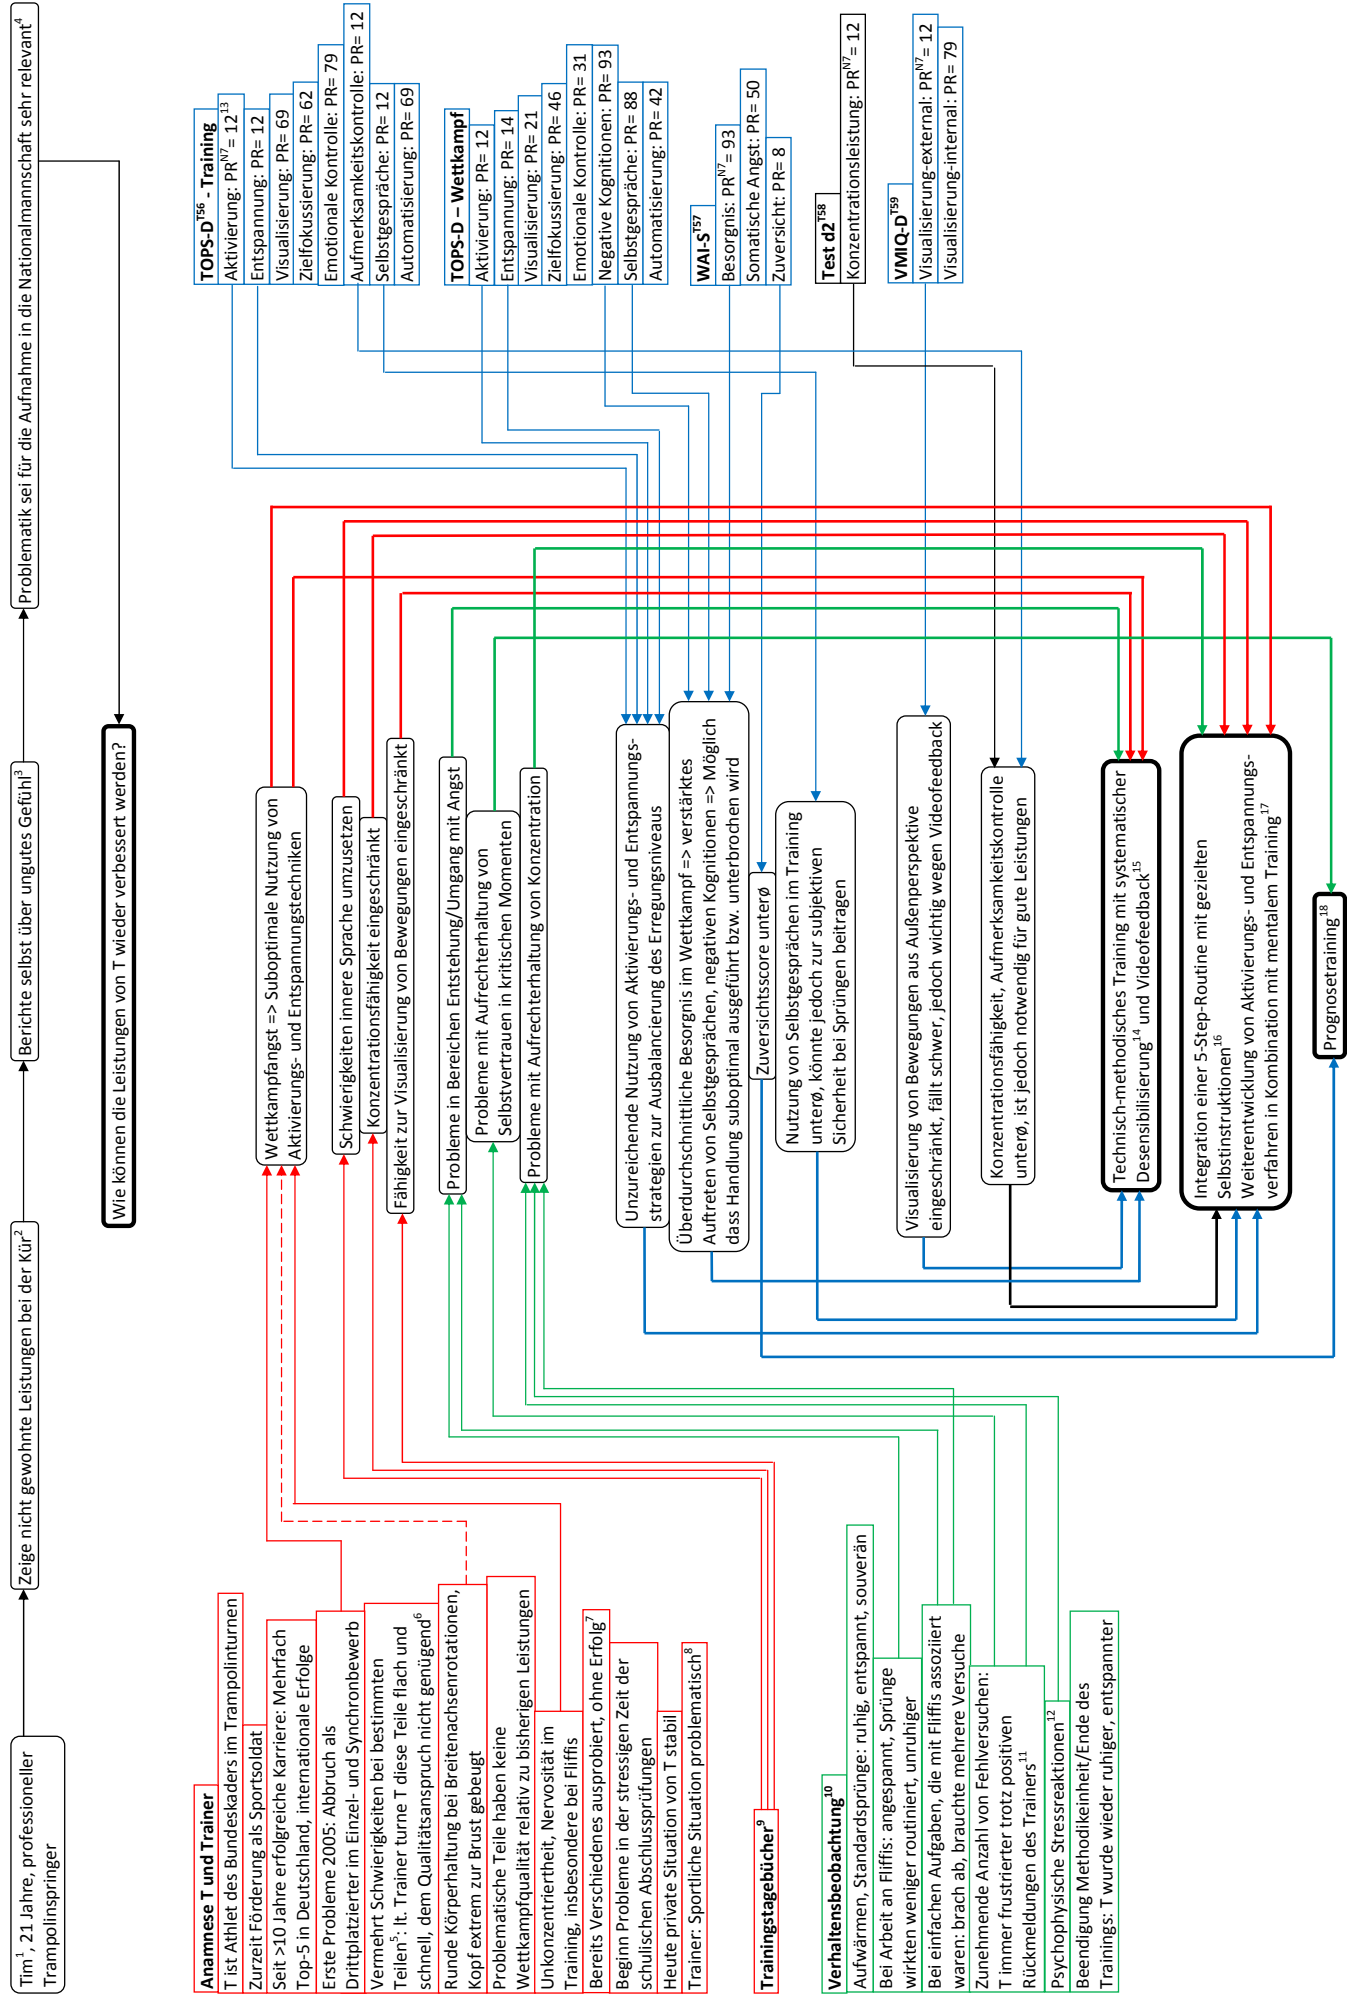 Tim¹, 21 Jahre, professioneller
Trampolinspringer
Zeige nicht gewohnte Leistungen bei der Kür²
Berichte selbst über ungutes Gefühl³
Problematik sei für die Aufnahme in die Nationalmannschaft sehr relevant⁴
Wie können die Leistungen von T wieder verbessert werden?
Anamnese T und Trainer
T ist Athlet des Bundeskaders im Trampolinturnen
Zurzeit Förderung als Sportsoldat
Seit >10 Jahre erfolgreiche Karriere: Mehrfach
Top-5 in Deutschland, internationale Erfolge
Erste Probleme 2005: Abbruch als
Drittplatzierter im Einzel- und Synchronbewerb
Vermehrt Schwierigkeiten bei bestimmten
Teilen⁵: lt. Trainer turne T diese Teile flach und
schnell, dem Qualitätsanspruch nicht genügend⁶
Runde Körperhaltung bei Breitenachsenrotationen,
Kopf extrem zur Brust gebeugt
Problematische Teile haben keine
Wettkampfqualität relativ zu bisherigen Leistungen
Unkonzentriertheit, Nervosität im
Training, insbesondere bei Fliffis
Bereits Verschiedenes ausprobiert, ohne Erfolg⁷
Beginn Probleme in der stressigen Zeit der
schulischen Abschlussprüfungen
Heute private Situation von T stabil
Trainer: Sportliche Situation problematisch⁸
Trainingstagebücher⁹
Verhaltensbeobachtung¹⁰
Aufwärmen, Standardsprünge: ruhig, entspannt, souverän
Bei Arbeit an Fliffis: angespannt, Sprünge
wirkten weniger routiniert, unruhiger
Bei einfachen Aufgaben, die mit Fliffis assoziiert
waren: brach ab, brauchte mehrere Versuche
Zunehmende Anzahl von Fehlversuchen:
T immer frustrierter trotz positiven
Rückmeldungen des Trainers¹¹
Psychophysische Stressreaktionen¹²
Beendigung Methodikeinheit/Ende des
Trainings: T wurde wieder ruhiger, entspannter
Wettkampfangst => Suboptimale Nutzung von
Aktivierungs- und Entspannungstechniken
Schwierigkeiten innere Sprache umzusetzen
Konzentrationsfähigkeit eingeschränkt
Fähigkeit zur Visualisierung von Bewegungen eingeschränkt
Probleme in Bereichen Entstehung/Umgang mit Angst
Probleme mit Aufrechterhaltung von
Selbstvertrauen in kritischen Momenten
Probleme mit Aufrechterhaltung von Konzentration
Unzureichende Nutzung von Aktivierungs- und Entspannungs-
strategien zur Ausbalancierung des Erregungsniveaus
Überdurchschnittliche Besorgnis im Wettkampf => verstärktes
Auftreten von Selbstgesprächen, negativen Kognitionen => Möglich
dass Handlung suboptimal ausgeführt bzw. unterbrochen wird
Zuversichtsscore unterø
Nutzung von Selbstgesprächen im Training
unterø, könnte jedoch zur subjektiven
Sicherheit bei Sprüngen beitragen
Visualisierung von Bewegungen aus Außenperspektive
eingeschränkt, fällt schwer, jedoch wichtig wegen Videofeedback
Konzentrationsfähigkeit, Aufmerksamkeitskontrolle
unterø, ist jedoch notwendig für gute Leistungen
Technisch-methodisches Training mit systematischer
Desensibilisierung¹⁴ und Videofeedback¹⁵
Integration einer 5-Step-Routine mit gezielten
Selbstinstruktionen¹⁶
Weiterentwicklung von Aktivierungs- und Entspannungs-
verfahren in Kombination mit mentalem Training¹⁷
Prognosetraining¹⁸
TOPS-Dᵀ⁵⁶ - Training
Aktivierung: PRᴺ⁷= 12¹³
Entspannung: PR= 12
Visualisierung: PR= 69
Zielfokussierung: PR= 62
Emotionale Kontrolle: PR= 79
Aufmerksamkeitskontrolle: PR= 12
Selbstgespräche: PR= 12
Automatisierung: PR= 69
TOPS-D – Wettkampf
Aktivierung: PR= 12
Entspannung: PR= 14
Visualisierung: PR= 21
Zielfokussierung: PR= 46
Emotionale Kontrolle: PR= 31
Negative Kognitionen: PR= 93
Selbstgespräche: PR= 88
Automatisierung: PR= 42
WAI-Sᵀ⁵⁷
Besorgnis: PRᴺ⁷= 93
Somatische Angst: PR= 50
Zuversicht: PR= 8
Test d2ᵀ⁵⁸
Konzentrationsleistung: PRᴺ⁷= 12
VMIQ-Dᵀ⁵⁹
Visualisierung-external: PRᴺ⁷= 12
Visualisierung-internal: PR= 79